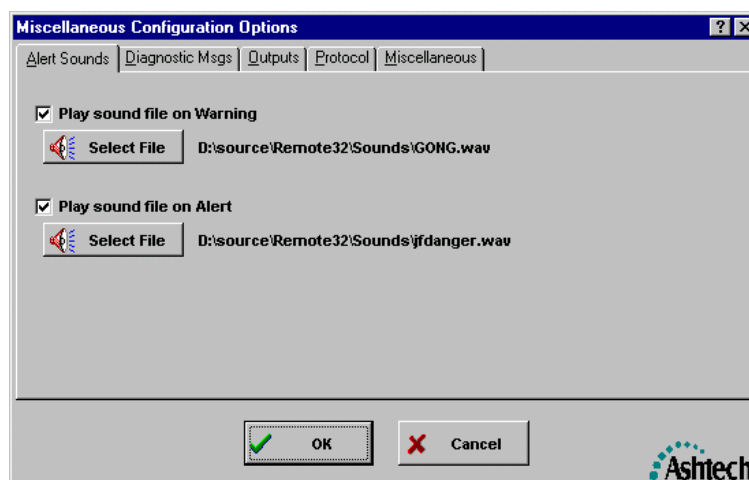 Miscellaneous Configuration Options
Alert Sounds Diagnostic Msgs Outputs Protocol Miscellaneous
Play sound file on Warning
Select File D:\source\Remote32\Sounds\GONG.wav
Play sound file on Alert
Select File D:\source\Remote32\Sounds\jfdanger.wav
OK Cancel
Ashtech